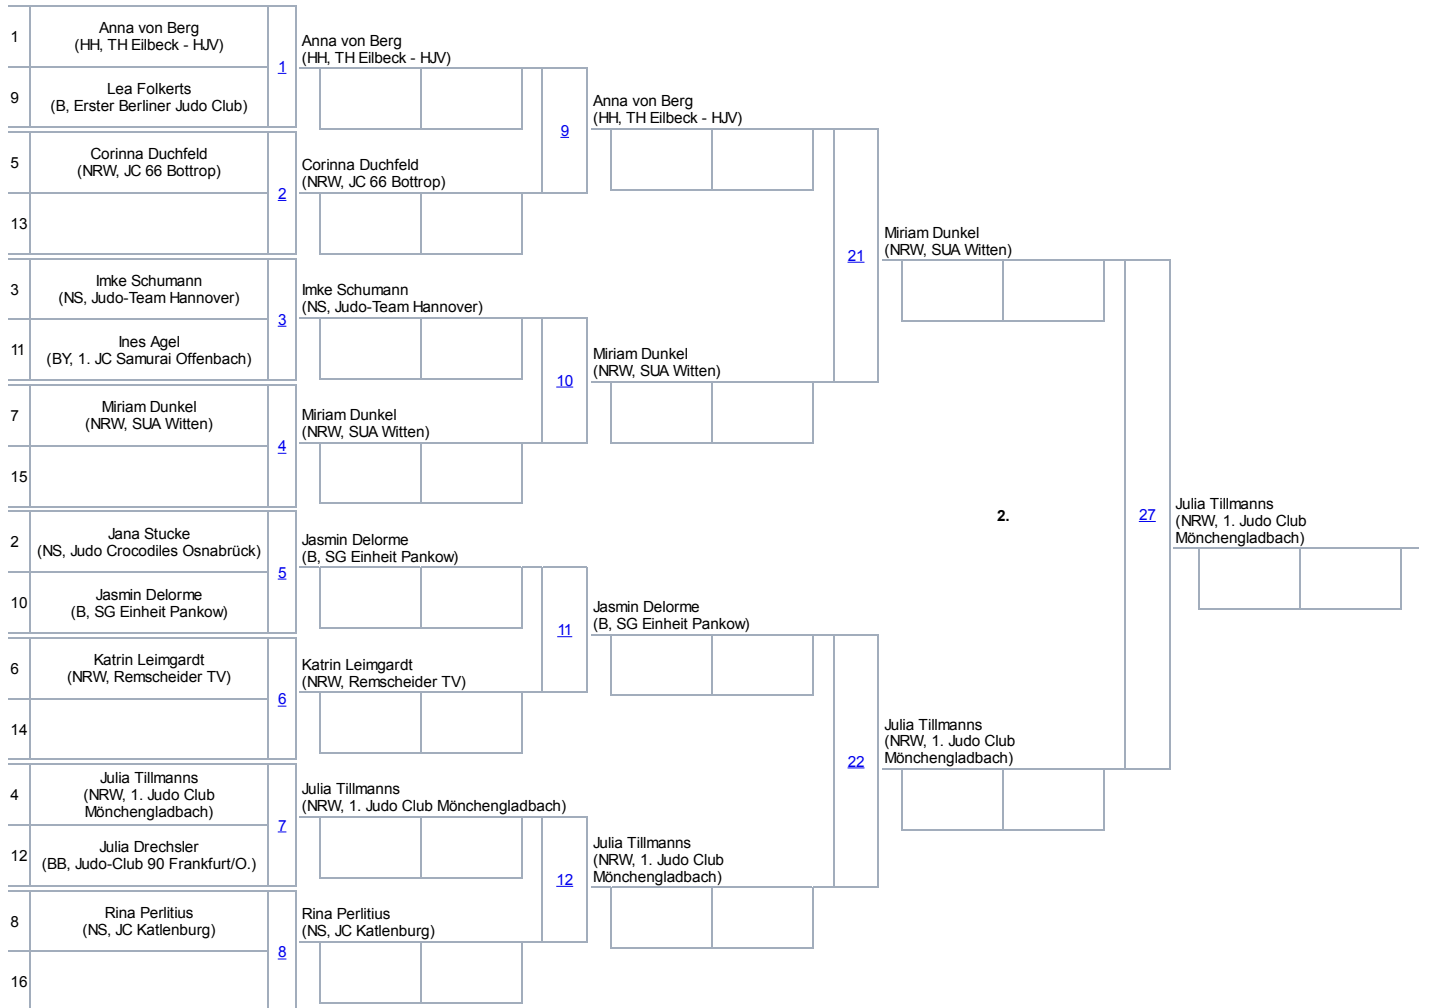 1
Anna von Berg
(HH, TH Eilbeck - HJV)
9
Lea Folkerts
(B, Erster Berliner Judo Club)
1
5
Corinna Duchfeld
(NRW, JC 66 Bottrop)
13
2
3
Imke Schumann
(NS, Judo-Team Hannover)
11
Ines Agel
(BY, 1. JC Samurai Offenbach)
3
7
Miriam Dunkel
(NRW, SUA Witten)
15
4
2
Jana Stucke
(NS, Judo Crocodiles Osnabrück)
10
Jasmin Delorme
(B, SG Einheit Pankow)
5
6
Katrin Leimgardt
(NRW, Remscheider TV)
14
6
4
Julia Tillmanns
(NRW, 1. Judo Club
Mönchengladbach)
12
Julia Drechsler
(BB, Judo-Club 90 Frankfurt/O.)
7
8
Rina Perlitius
(NS, JC Katlenburg)
16
8
Anna von Berg
(HH, TH Eilbeck - HJV)
Corinna Duchfeld
(NRW, JC 66 Bottrop)
9
Imke Schumann
(NS, Judo-Team Hannover)
Miriam Dunkel
(NRW, SUA Witten)
10
Jasmin Delorme
(B, SG Einheit Pankow)
Katrin Leimgardt
(NRW, Remscheider TV)
11
Julia Tillmanns
(NRW, 1. Judo Club Mönchengladbach)
Rina Perlitius
(NS, JC Katlenburg)
12
Anna von Berg
(HH, TH Eilbeck - HJV)
Miriam Dunkel
(NRW, SUA Witten)
21
Jasmin Delorme
(B, SG Einheit Pankow)
Julia Tillmanns
(NRW, 1. Judo Club
Mönchengladbach)
22
Miriam Dunkel
(NRW, SUA Witten)
2.
Julia Tillmanns
(NRW, 1. Judo Club
Mönchengladbach)
27
Julia Tillmanns
(NRW, 1. Judo Club
Mönchengladbach)